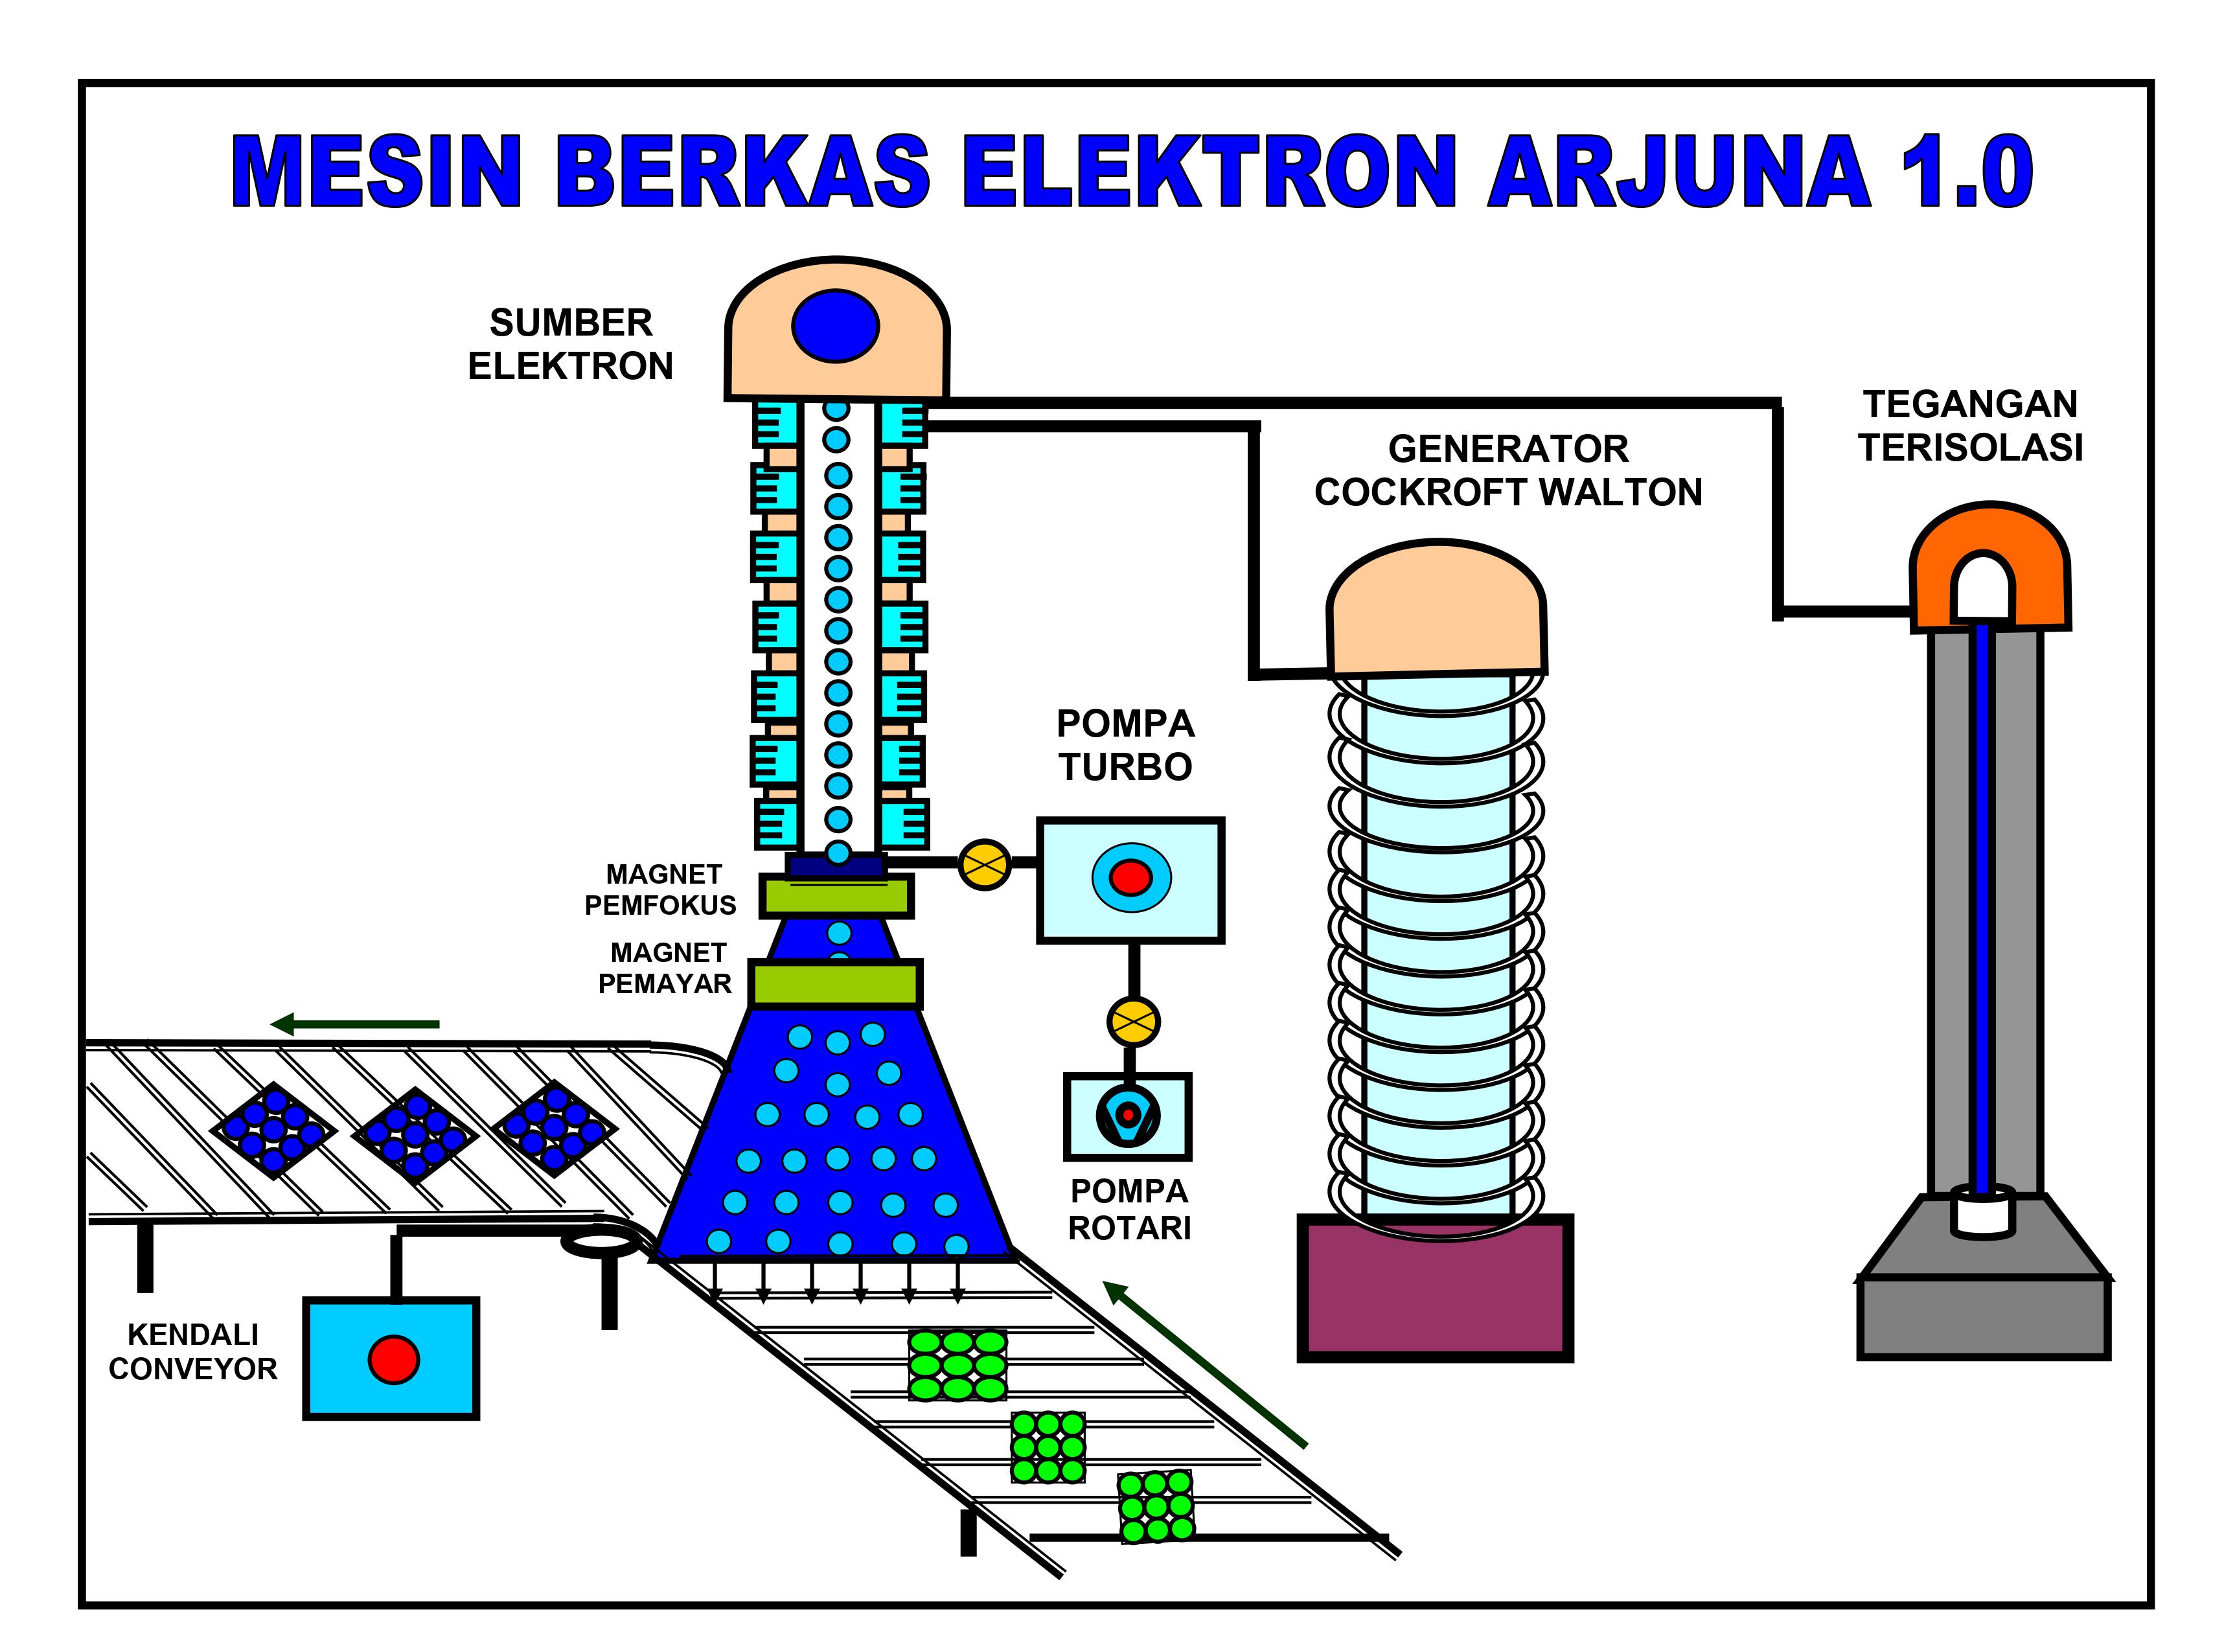 MESIN BERKAS ELEKTRON ARJUNA 1.0
SUMBER
ELEKTRON
TEGANGAN
TERISOLASI
GENERATOR
COCKROFT WALTON
POMPA
TURBO
MAGNET
PEMFOKUS
MAGNET
PEMAYAR
POMPA
ROTARI
KENDALI
CONVEYOR